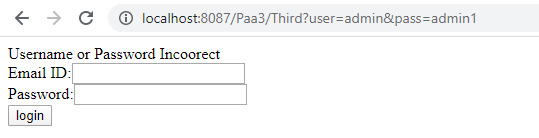 localhost:8087/Paa3/Third?user=admin&pass=admin1
Username or Password Incoorect
Email ID:
Password:
login